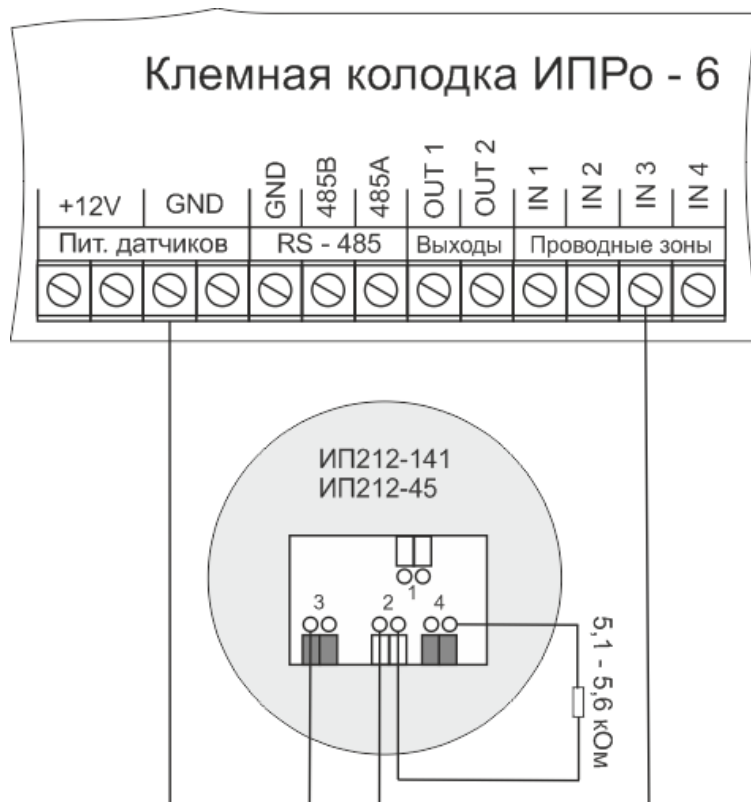 Клемная колодка ИПРо - 6
+12V GND GND 485B 485A OUT 1 OUT 2 IN 1 IN 2 IN 3 IN 4
Пит. датчиков RS - 485 Выходы Проводные зоны
ИП212-141
ИП212-45
1
3 2 4
5,1 - 5,6 кОм